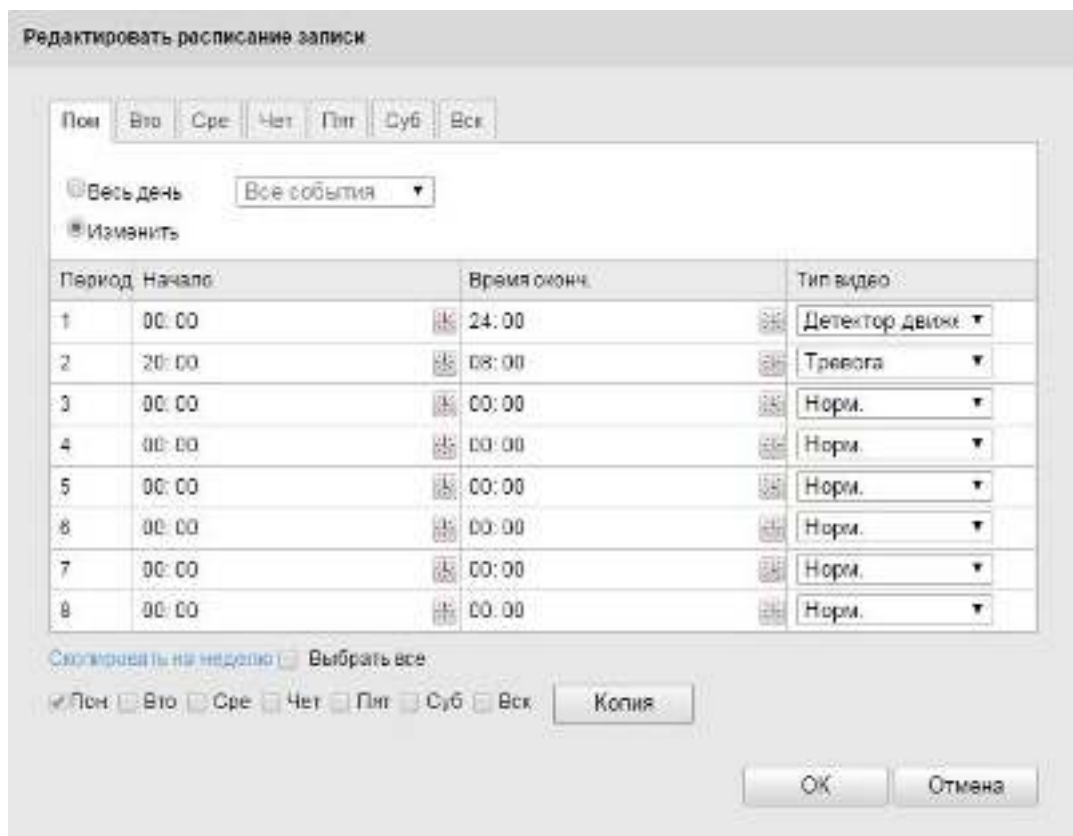 Редактировать расписание записи
Пон Вто Сре Чет Пят Суб Вск
Весь день Все события
Изменить
Период Начало Время оконч. Тип видео
1 00:00 24:00 Детектор движе
2 20:00 08:00 Тревога
3 00:00 00:00 Норм.
4 00:00 00:00 Норм.
5 00:00 00:00 Норм.
6 00:00 00:00 Норм.
7 00:00 00:00 Норм.
8 00:00 00:00 Норм.
Скопировать на неделю Выбрать все
Пон Вто Сре Чет Пят Суб Вск Копия
OK Отмена